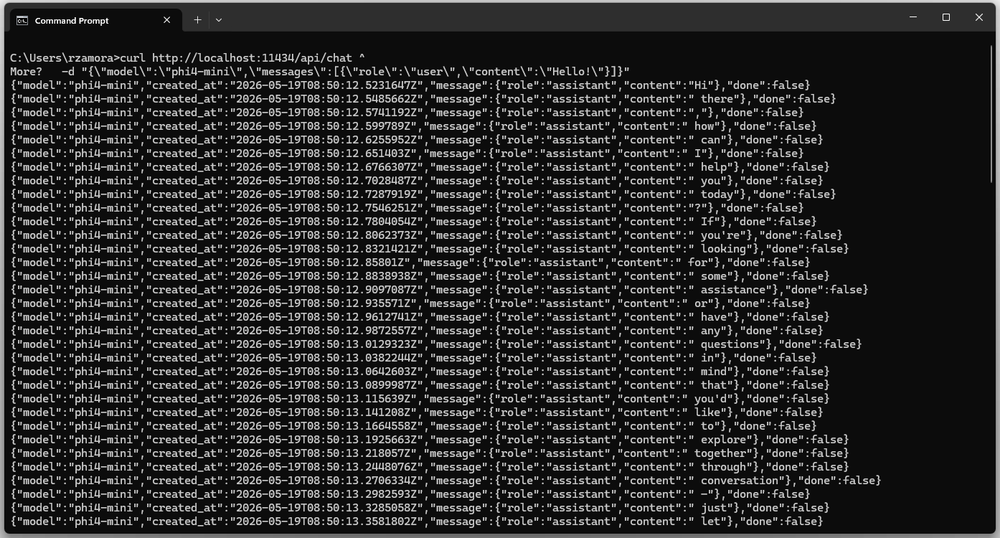 Command Prompt
C:\Users\rzamora>curl http://localhost:11434/api/chat ^
More?   -d "{\"model\":\"phi4-mini\",\"messages\":[{\"role\":\"user\",\"content\":\"Hello!\"}]}"
{"model":"phi4-mini","created_at":"2026-05-19T08:50:12.5231647Z","message":{"role":"assistant","content":"Hi"},"done":false}
{"model":"phi4-mini","created_at":"2026-05-19T08:50:12.5485662Z","message":{"role":"assistant","content":" there"},"done":false}
{"model":"phi4-mini","created_at":"2026-05-19T08:50:12.5741192Z","message":{"role":"assistant","content":","},"done":false}
{"model":"phi4-mini","created_at":"2026-05-19T08:50:12.599789Z","message":{"role":"assistant","content":" how"},"done":false}
{"model":"phi4-mini","created_at":"2026-05-19T08:50:12.6255952Z","message":{"role":"assistant","content":" can"},"done":false}
{"model":"phi4-mini","created_at":"2026-05-19T08:50:12.651403Z","message":{"role":"assistant","content":" I"},"done":false}
{"model":"phi4-mini","created_at":"2026-05-19T08:50:12.6766307Z","message":{"role":"assistant","content":" help"},"done":false}
{"model":"phi4-mini","created_at":"2026-05-19T08:50:12.7028487Z","message":{"role":"assistant","content":" you"},"done":false}
{"model":"phi4-mini","created_at":"2026-05-19T08:50:12.7287919Z","message":{"role":"assistant","content":" today"},"done":false}
{"model":"phi4-mini","created_at":"2026-05-19T08:50:12.7546251Z","message":{"role":"assistant","content":"?"},"done":false}
{"model":"phi4-mini","created_at":"2026-05-19T08:50:12.7804054Z","message":{"role":"assistant","content":" If"},"done":false}
{"model":"phi4-mini","created_at":"2026-05-19T08:50:12.8062373Z","message":{"role":"assistant","content":" you're"},"done":false}
{"model":"phi4-mini","created_at":"2026-05-19T08:50:12.8321421Z","message":{"role":"assistant","content":" looking"},"done":false}
{"model":"phi4-mini","created_at":"2026-05-19T08:50:12.85801Z","message":{"role":"assistant","content":" for"},"done":false}
{"model":"phi4-mini","created_at":"2026-05-19T08:50:12.8838938Z","message":{"role":"assistant","content":" some"},"done":false}
{"model":"phi4-mini","created_at":"2026-05-19T08:50:12.9097087Z","message":{"role":"assistant","content":" assistance"},"done":false}
{"model":"phi4-mini","created_at":"2026-05-19T08:50:12.935571Z","message":{"role":"assistant","content":" or"},"done":false}
{"model":"phi4-mini","created_at":"2026-05-19T08:50:12.9612741Z","message":{"role":"assistant","content":" have"},"done":false}
{"model":"phi4-mini","created_at":"2026-05-19T08:50:12.9872557Z","message":{"role":"assistant","content":" any"},"done":false}
{"model":"phi4-mini","created_at":"2026-05-19T08:50:13.0129323Z","message":{"role":"assistant","content":" questions"},"done":false}
{"model":"phi4-mini","created_at":"2026-05-19T08:50:13.0382244Z","message":{"role":"assistant","content":" in"},"done":false}
{"model":"phi4-mini","created_at":"2026-05-19T08:50:13.0642603Z","message":{"role":"assistant","content":" mind"},"done":false}
{"model":"phi4-mini","created_at":"2026-05-19T08:50:13.0899987Z","message":{"role":"assistant","content":" that"},"done":false}
{"model":"phi4-mini","created_at":"2026-05-19T08:50:13.115639Z","message":{"role":"assistant","content":" you'd"},"done":false}
{"model":"phi4-mini","created_at":"2026-05-19T08:50:13.141208Z","message":{"role":"assistant","content":" like"},"done":false}
{"model":"phi4-mini","created_at":"2026-05-19T08:50:13.1664558Z","message":{"role":"assistant","content":" to"},"done":false}
{"model":"phi4-mini","created_at":"2026-05-19T08:50:13.1925663Z","message":{"role":"assistant","content":" explore"},"done":false}
{"model":"phi4-mini","created_at":"2026-05-19T08:50:13.218057Z","message":{"role":"assistant","content":" together"},"done":false}
{"model":"phi4-mini","created_at":"2026-05-19T08:50:13.2448076Z","message":{"role":"assistant","content":" through"},"done":false}
{"model":"phi4-mini","created_at":"2026-05-19T08:50:13.2706334Z","message":{"role":"assistant","content":" conversation"},"done":false}
{"model":"phi4-mini","created_at":"2026-05-19T08:50:13.2982593Z","message":{"role":"assistant","content":" —"},"done":false}
{"model":"phi4-mini","created_at":"2026-05-19T08:50:13.3285058Z","message":{"role":"assistant","content":" just"},"done":false}
{"model":"phi4-mini","created_at":"2026-05-19T08:50:13.3581802Z","message":{"role":"assistant","content":" let"},"done":false}